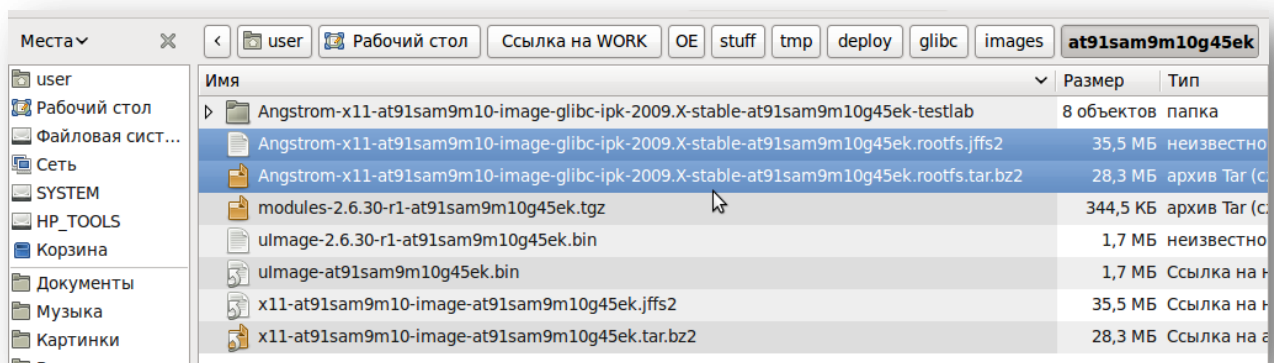 Места
user Рабочий стол Ссылка на WORK OE stuff tmp deploy glibc images at91sam9m10g45ek
user
Рабочий стол
Файловая сист...
Сеть
SYSTEM
HP_TOOLS
Корзина
Документы
Музыка
Картинки
Имя Размер Тип
Angstrom-x11-at91sam9m10-image-glibc-ipk-2009.X-stable-at91sam9m10g45ek-testlab 8 объектов папка
Angstrom-x11-at91sam9m10-image-glibc-ipk-2009.X-stable-at91sam9m10g45ek.rootfs.jffs2 35,5 МБ неизвестно
Angstrom-x11-at91sam9m10-image-glibc-ipk-2009.X-stable-at91sam9m10g45ek.rootfs.tar.bz2 28,3 МБ архив Tar (с
modules-2.6.30-r1-at91sam9m10g45ek.tgz 344,5 КБ архив Tar (с
uImage-2.6.30-r1-at91sam9m10g45ek.bin 1,7 МБ неизвестно
uImage-at91sam9m10g45ek.bin 1,7 МБ Ссылка на
x11-at91sam9m10-image-at91sam9m10g45ek.jffs2 35,5 МБ Ссылка на
x11-at91sam9m10-image-at91sam9m10g45ek.tar.bz2 28,3 МБ Ссылка на а